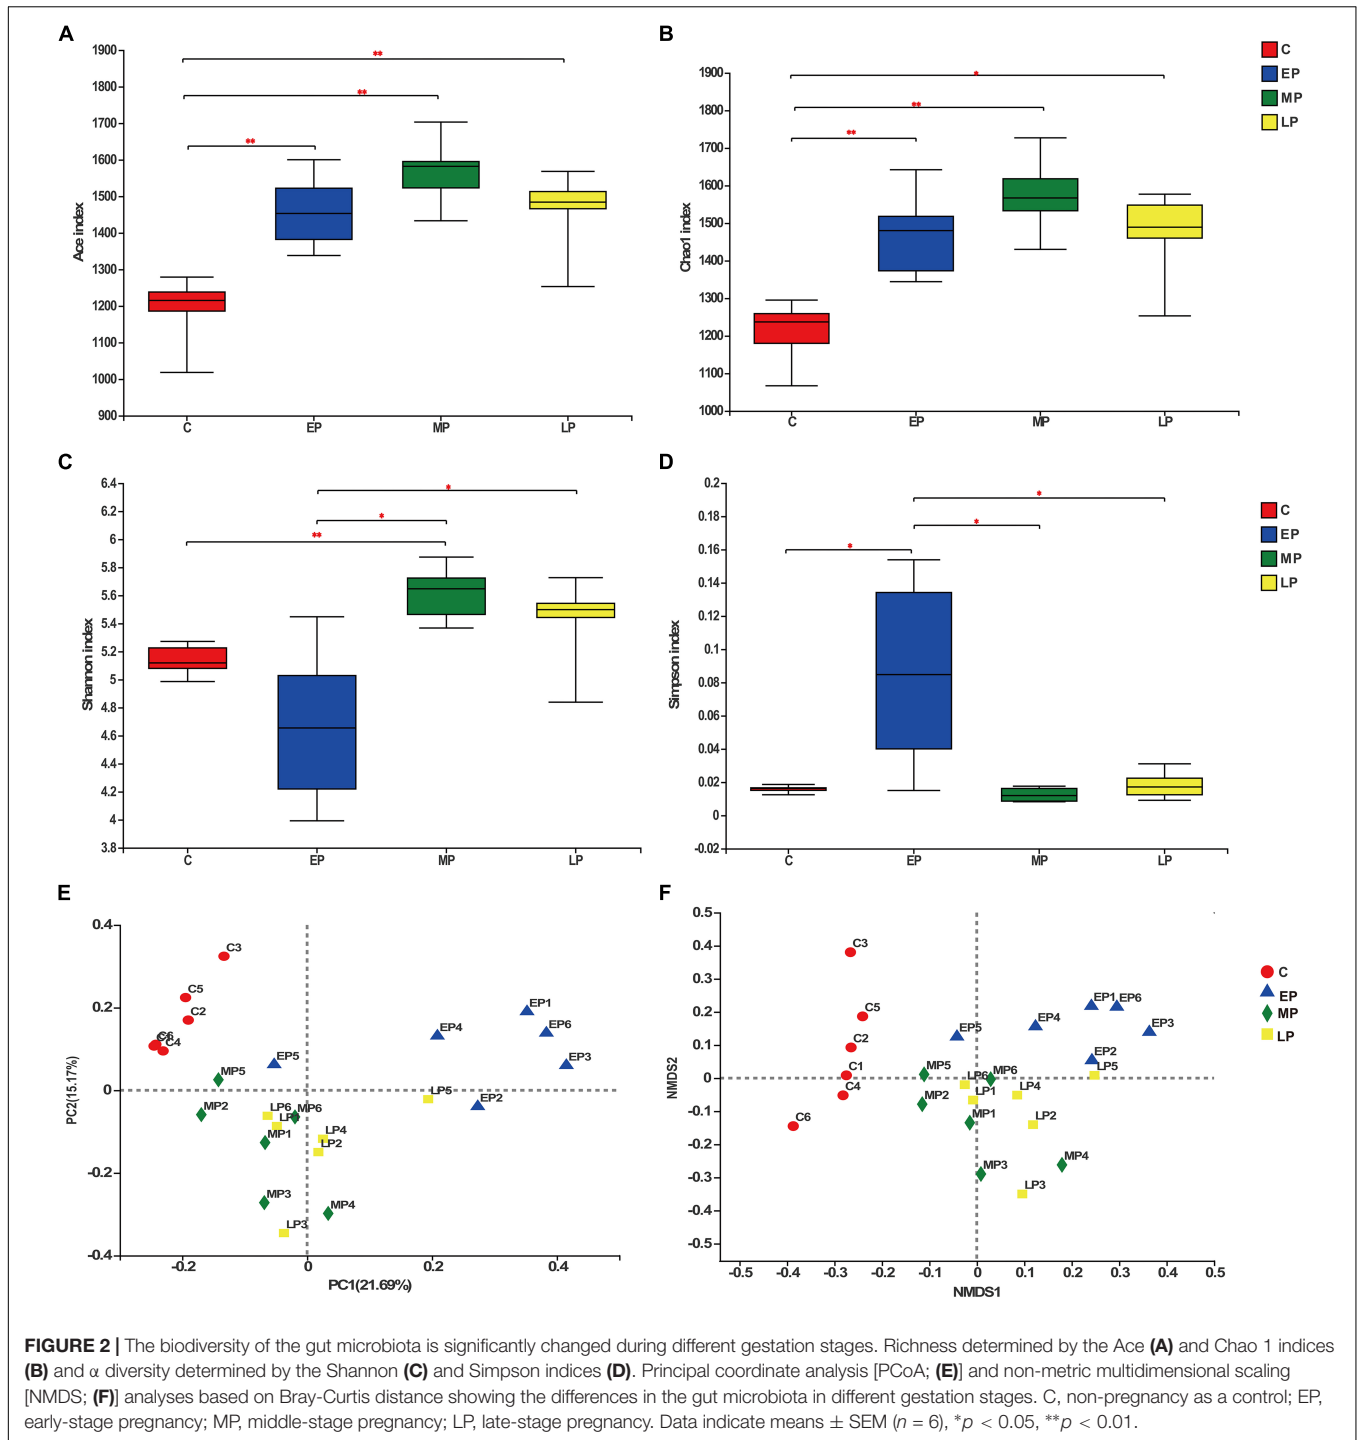 A
1900
1800
1700
1600
1500
1400
1300
1200
1100
1000
900
Ace index
**
**
**
C EP MP LP
B
1900
1800
1700
1600
1500
1400
1300
1200
1100
1000
Chao1 index
*
**
**
C EP MP LP
C
EP
MP
LP
C
6.4
6.2
6
5.8
5.6
5.4
5.2
5
4.8
4.6
4.4
4.2
4
3.8
Shannon index
*
*
**
C EP MP LP
D
0.2
0.18
0.16
0.14
0.12
0.1
0.08
0.06
0.04
0.02
0
-0.02
Simpson index
*
*
*
C EP MP LP
C
EP
MP
LP
E
0.4
0.2
0
-0.2
-0.4
PC2(15.17%)
C3
C5
C2
C6
C4
MP5
MP2
EP5
EP4
EP1
EP6
EP3
EP2
LP5
LP6
MP6
LP1
MP1
LP4
LP2
MP3
MP4
LP3
-0.2 0 0.2 0.4
PC1(21.69%)
F
0.5
0.4
0.3
0.2
0.1
0
-0.1
-0.2
-0.3
-0.4
-0.5
NMDS2
C3
C5
C2
C1
C4
C6
EP1 EP6
EP4
EP3
EP5
EP2
LP5
MP5
MP6
LP6
LP1
LP4
MP2
MP1
LP2
MP3
MP4
LP3
-0.5 -0.4 -0.3 -0.2 -0.1 0 0.1 0.2 0.3 0.4 0.5
NMDS1
C
EP
MP
LP
FIGURE 2 | The biodiversity of the gut microbiota is significantly changed during different gestation stages. Richness determined by the Ace (A) and Chao 1 indices
(B) and α diversity determined by the Shannon (C) and Simpson indices (D). Principal coordinate analysis [PCoA; (E)] and non-metric multidimensional scaling
[NMDS; (F)] analyses based on Bray-Curtis distance showing the differences in the gut microbiota in different gestation stages. C, non-pregnancy as a control; EP,
early-stage pregnancy; MP, middle-stage pregnancy; LP, late-stage pregnancy. Data indicate means ± SEM (n = 6), *p < 0.05, **p < 0.01.